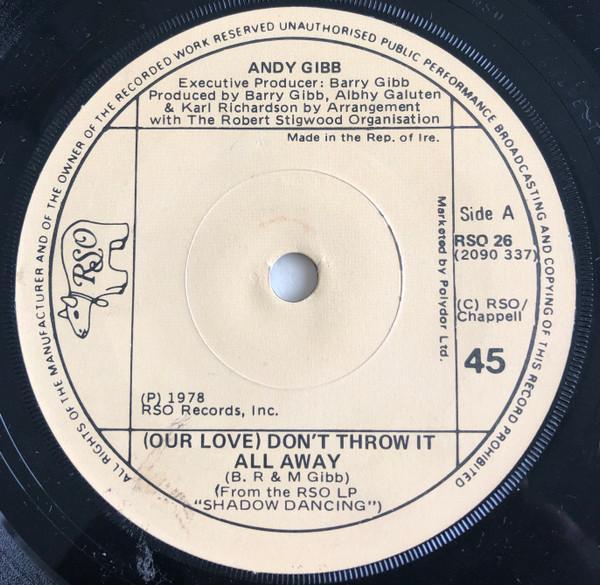 ALL RIGHTS OF THE MANUFACTURER AND OF THE OWNER OF THE RECORDED WORK RESERVED UNAUTHORISED PUBLIC PERFORMANCE BROADCASTING AND COPYING OF THIS RECORD PROHIBITED
ANDY GIBB
Executive Producer: Barry Gibb
Produced by Barry Gibb, Albhy Galuten
& Karl Richardson by Arrangement
with The Robert Stigwood Organisation
Made in the Rep. of Ire.
RSO
Marketed by Polydor Ltd.
Side A
RSO 26
(2090 337)
(C) RSO/
Chappell
45
(P) 1978
RSO Records, Inc.
(OUR LOVE) DON'T THROW IT
ALL AWAY
(B. R & M Gibb)
(From the RSO LP
"SHADOW DANCING")